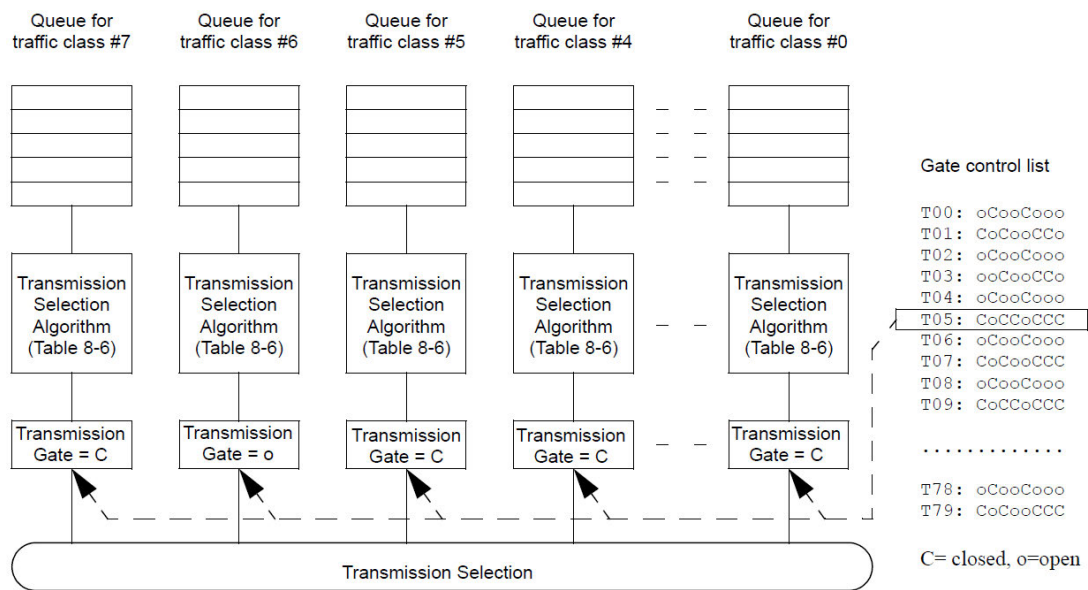 Queue for
traffic class #7
Queue for
traffic class #6
Queue for
traffic class #5
Queue for
traffic class #4
Queue for
traffic class #0
Transmission
Selection
Algorithm
(Table 8-6)
Transmission
Selection
Algorithm
(Table 8-6)
Transmission
Selection
Algorithm
(Table 8-6)
Transmission
Selection
Algorithm
(Table 8-6)
Transmission
Selection
Algorithm
(Table 8-6)
Transmission
Gate = C
Transmission
Gate = o
Transmission
Gate = C
Transmission
Gate = C
Transmission
Gate = C
Transmission Selection
Gate control list
T00: oCooCooo
T01: CoCooCCo
T02: oCooCooo
T03: ooCooCCo
T04: oCooCooo
T05: CoCCoCCC
T06: oCooCooo
T07: CoCooCCC
T08: oCooCooo
T09: CoCCoCCC
. . . . . . . . . . . . .
T78: oCooCooo
T79: CoCooCCC
C= closed, o=open